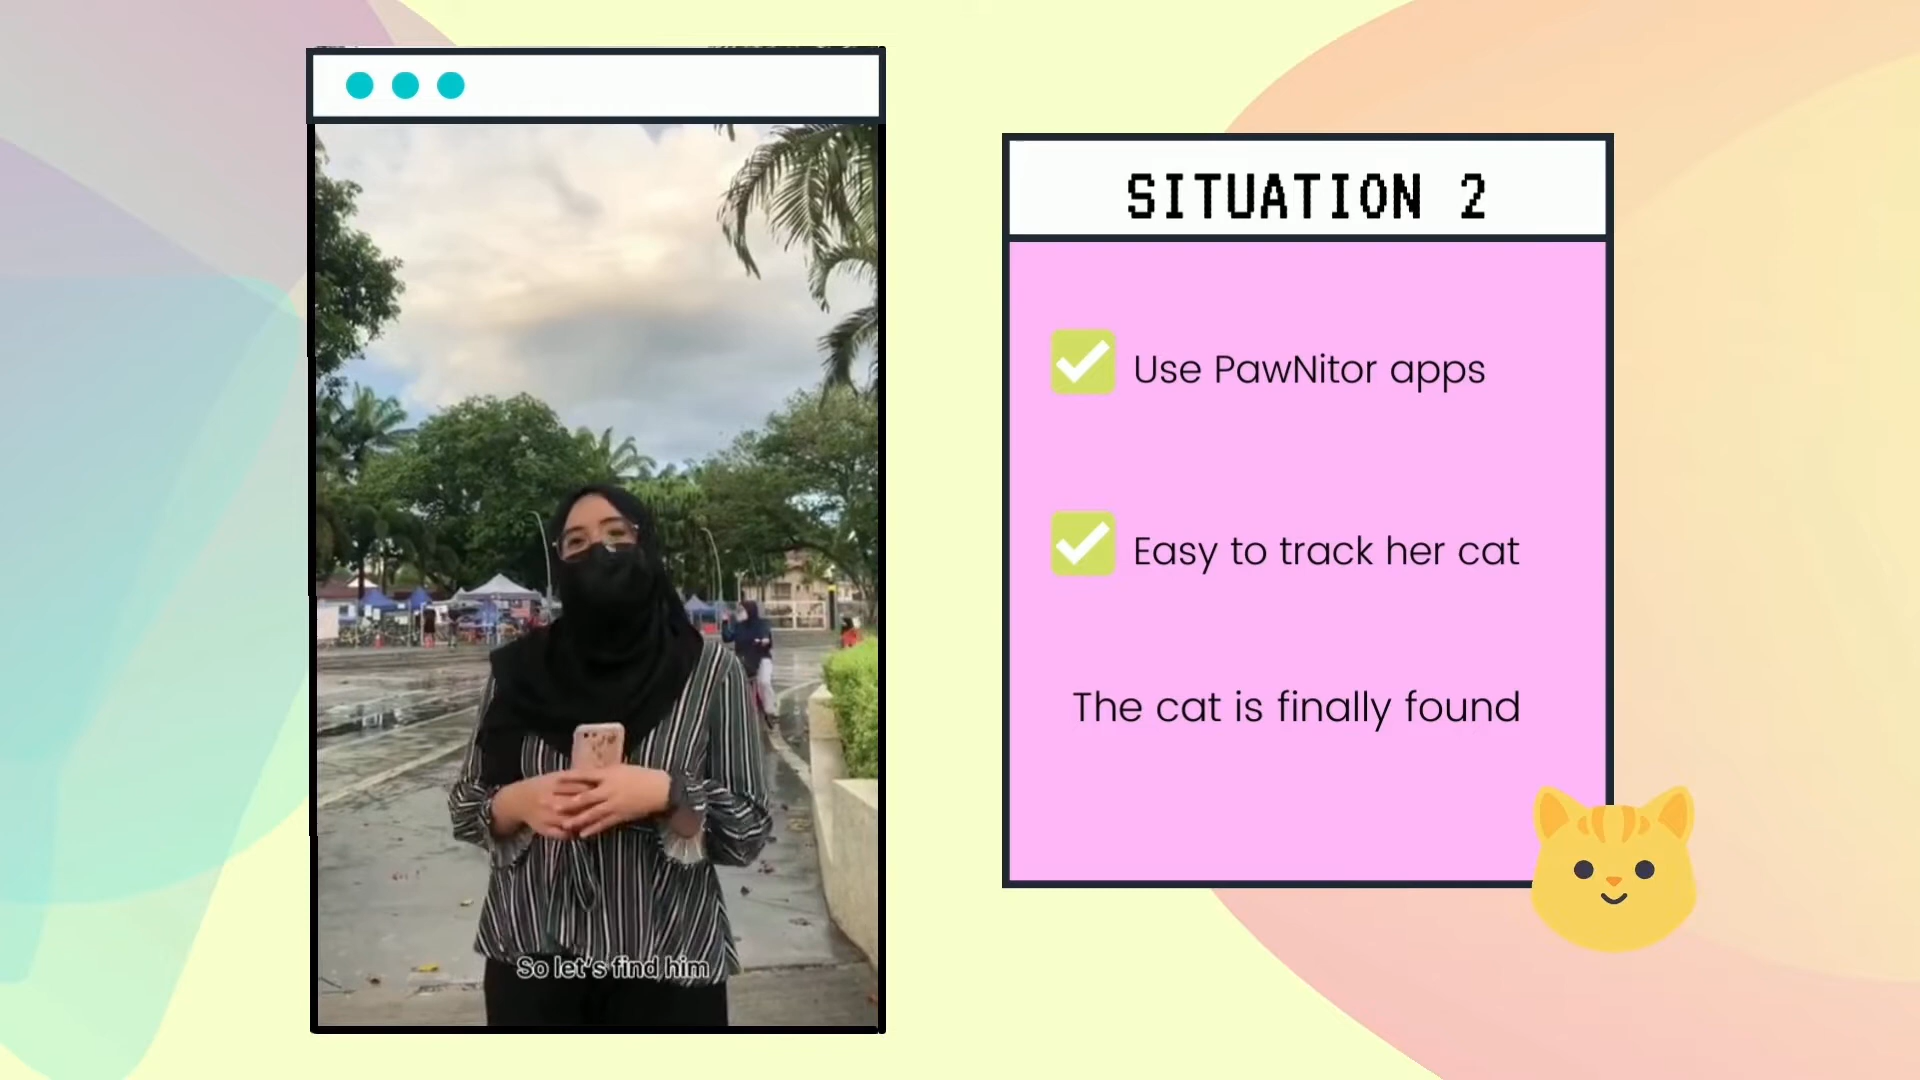 So let's find him
SITUATION 2
Use PawNitor apps
Easy to track her cat
The cat is finally found